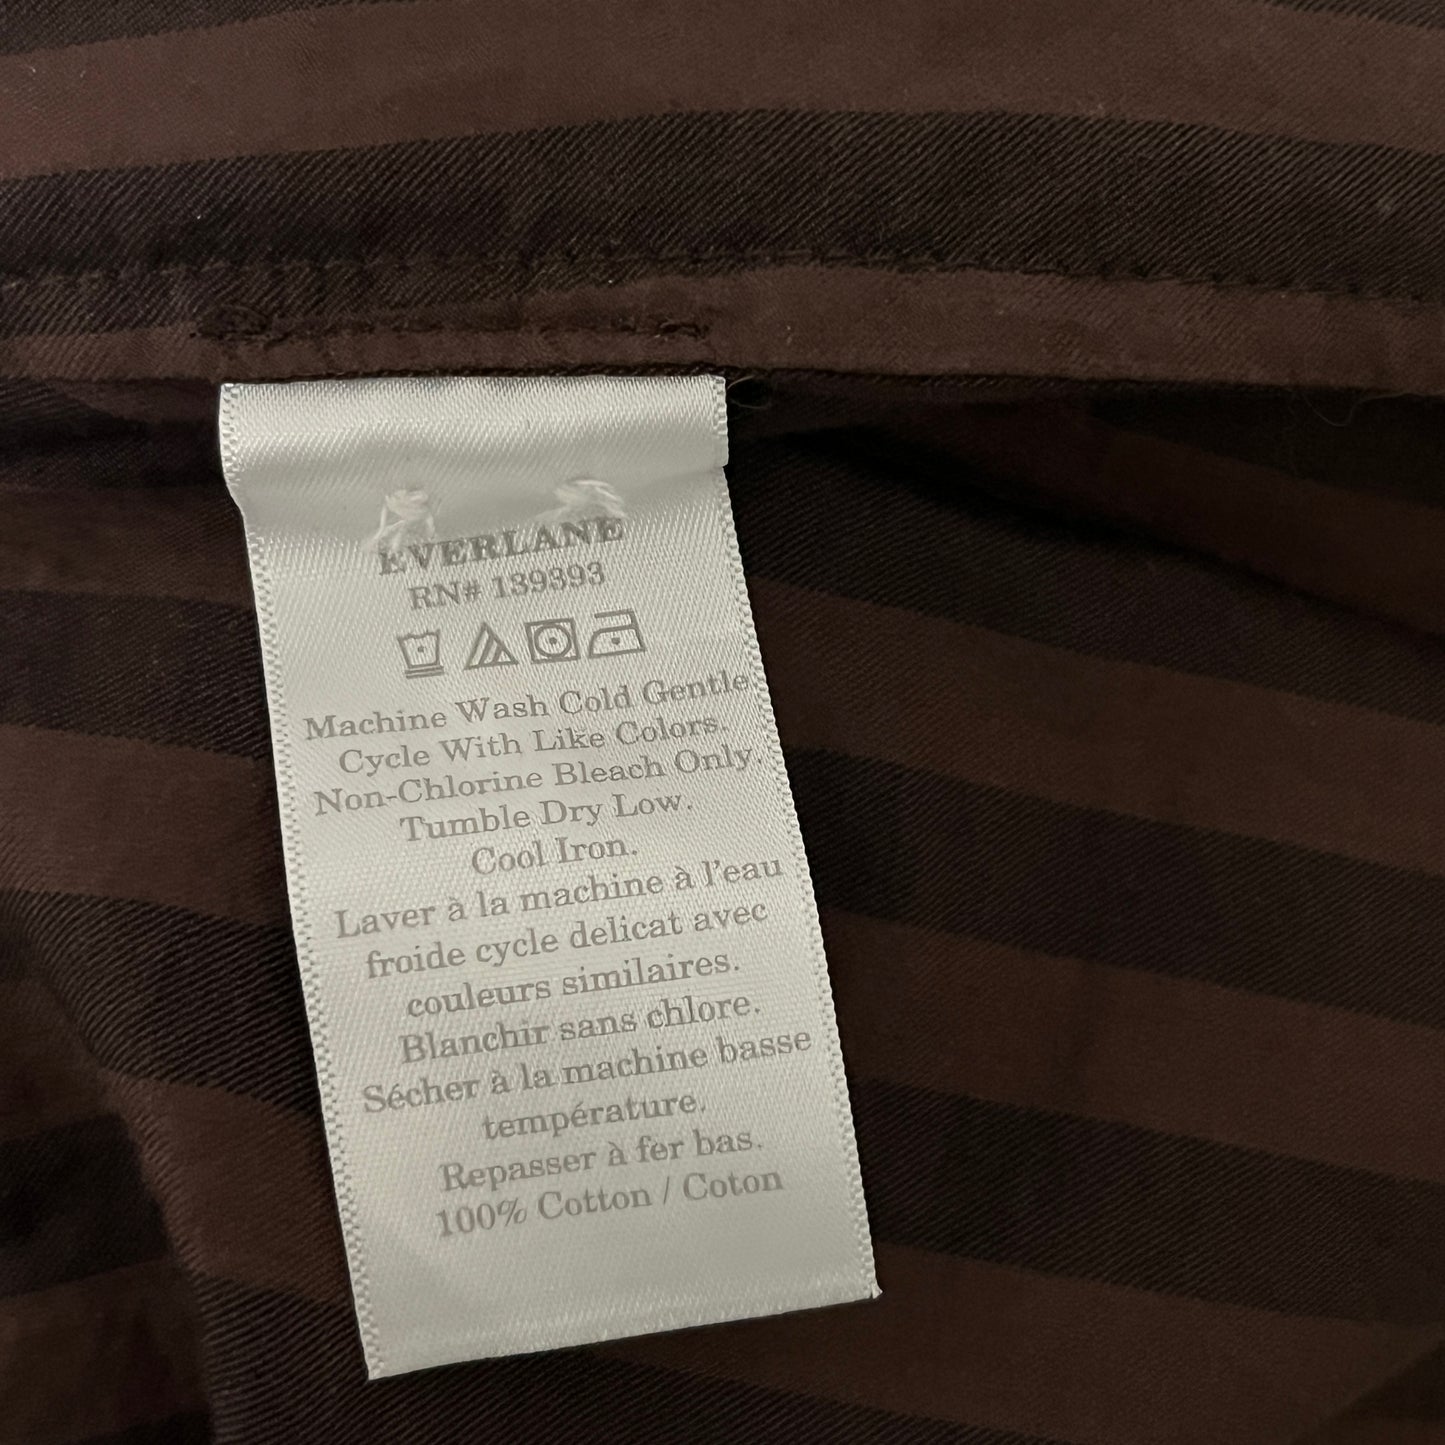 EVERLANE
RN# 139393
Machine Wash Cold Gentle
Cycle With Like Colors.
Non-Chlorine Bleach Only.
Tumble Dry Low.
Cool Iron.
Laver à la machine à l'eau
froide cycle delicat avec
couleurs similaires.
Blanchir sans chlore.
Sécher à la machine basse
température.
Repasser à fer bas.
100% Cotton / Coton